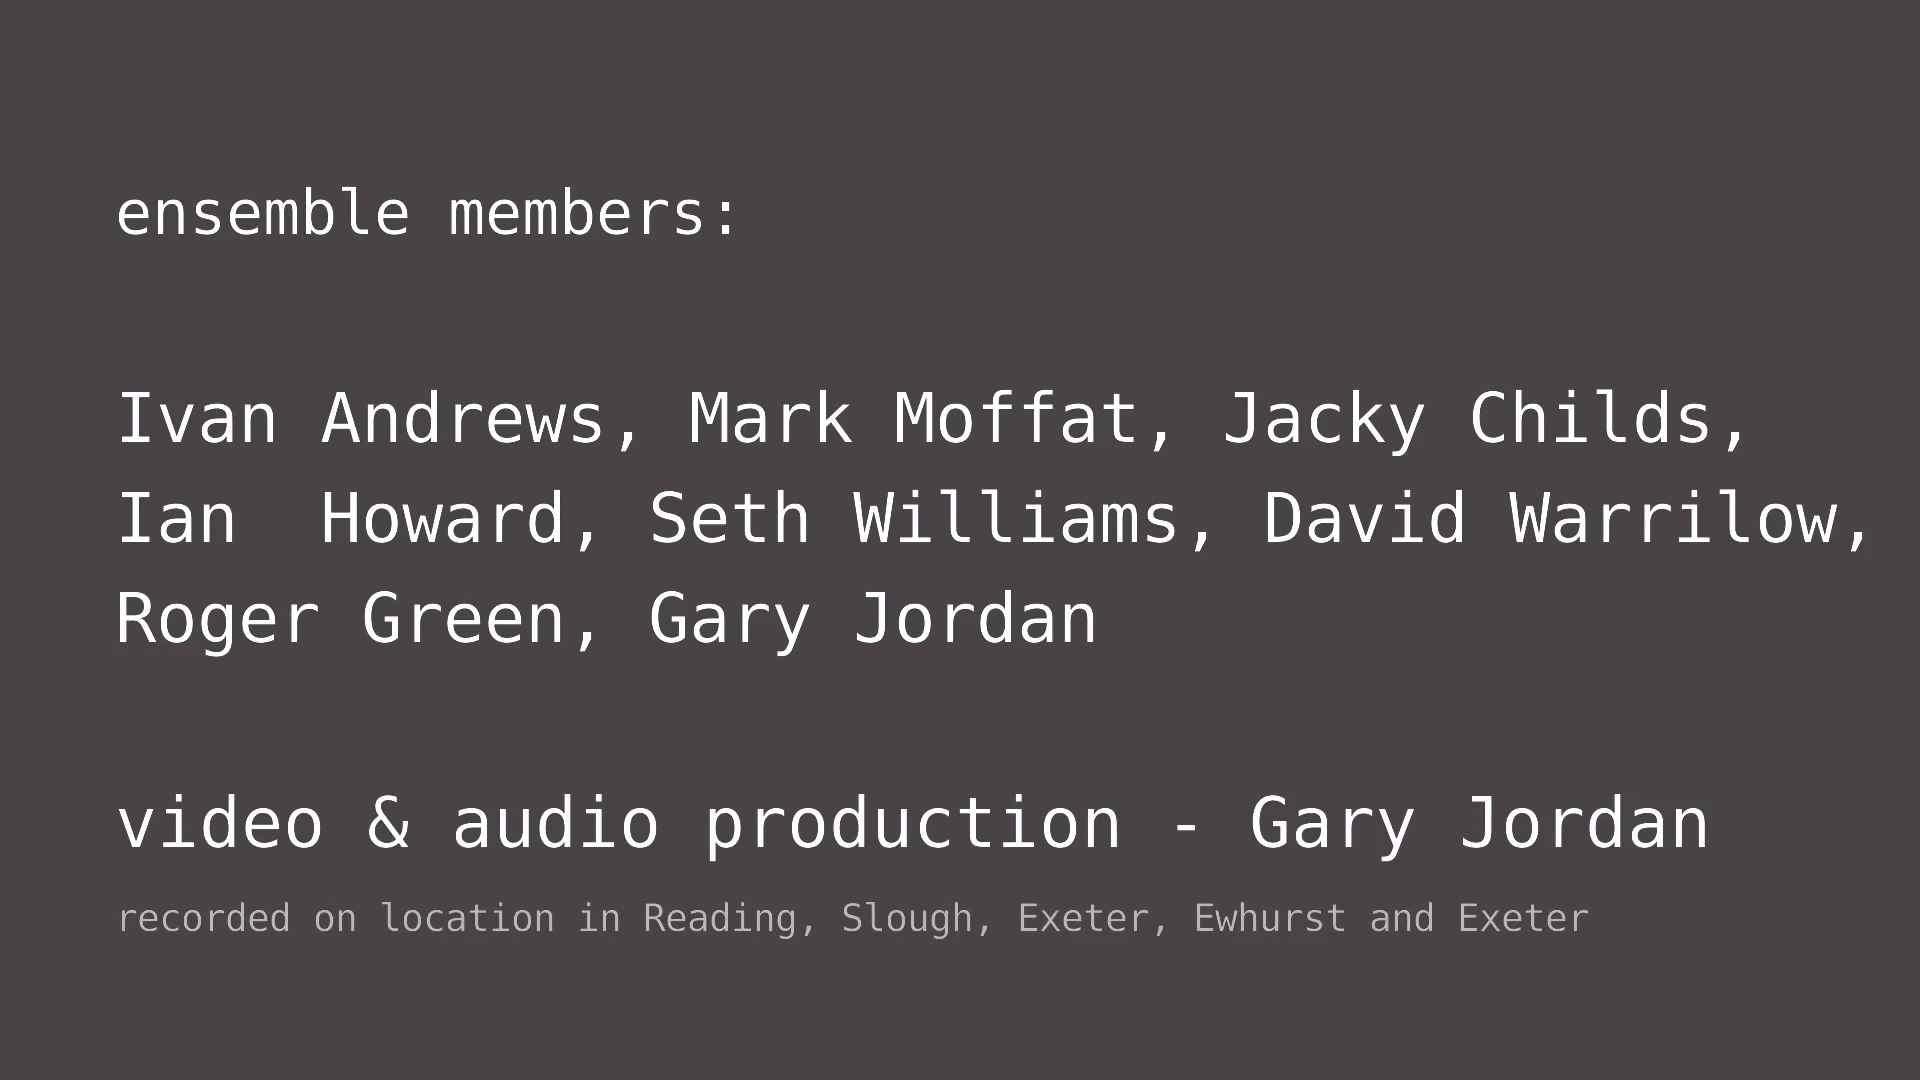 ensemble members:
Ivan Andrews, Mark Moffat, Jacky Childs,
Ian  Howard, Seth Williams, David Warrilow,
Roger Green, Gary Jordan
video & audio production - Gary Jordan
recorded on location in Reading, Slough, Exeter, Ewhurst and Exeter